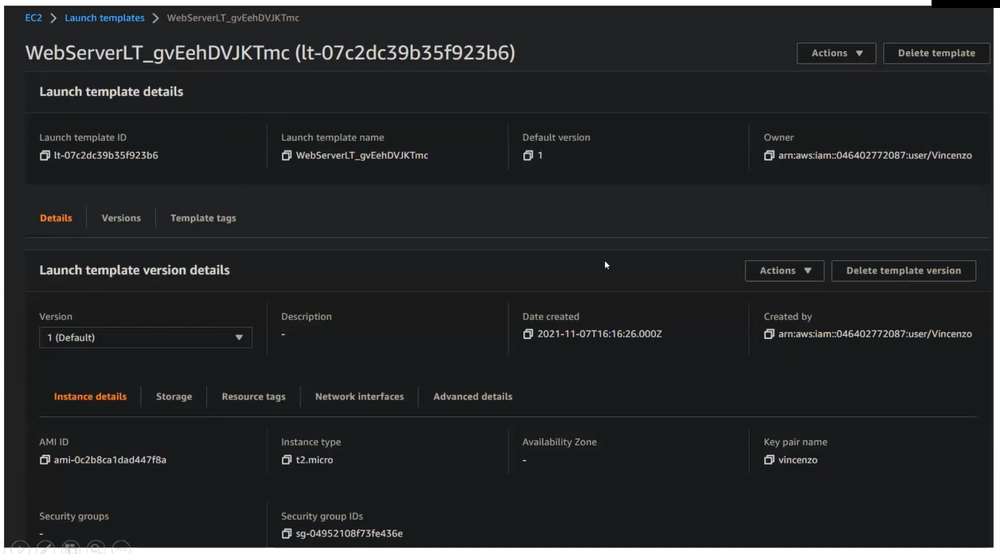 EC2 > Launch templates > WebServerLT_gvEehDVJKTmc
WebServerLT_gvEehDVJKTmc (lt-07c2dc39b35f923b6)
Actions
Delete template
Launch template details
Launch template ID
lt-07c2dc39b35f923b6
Launch template name
WebServerLT_gvEehDVJKTmc
Default version
1
Owner
arn:aws:iam::046402772087:user/Vincenzo
Details
Versions
Template tags
Launch template version details
Actions
Delete template version
Version
1 (Default)
Description
-
Date created
2021-11-07T16:16:26.000Z
Created by
arn:aws:iam::046402772087:user/Vincenzo
Instance details
Storage
Resource tags
Network interfaces
Advanced details
AMI ID
ami-0c2b8ca1dad447f8a
Instance type
t2.micro
Availability Zone
-
Key pair name
vincenzo
Security groups
-
Security group IDs
sg-04952108f73fe436e